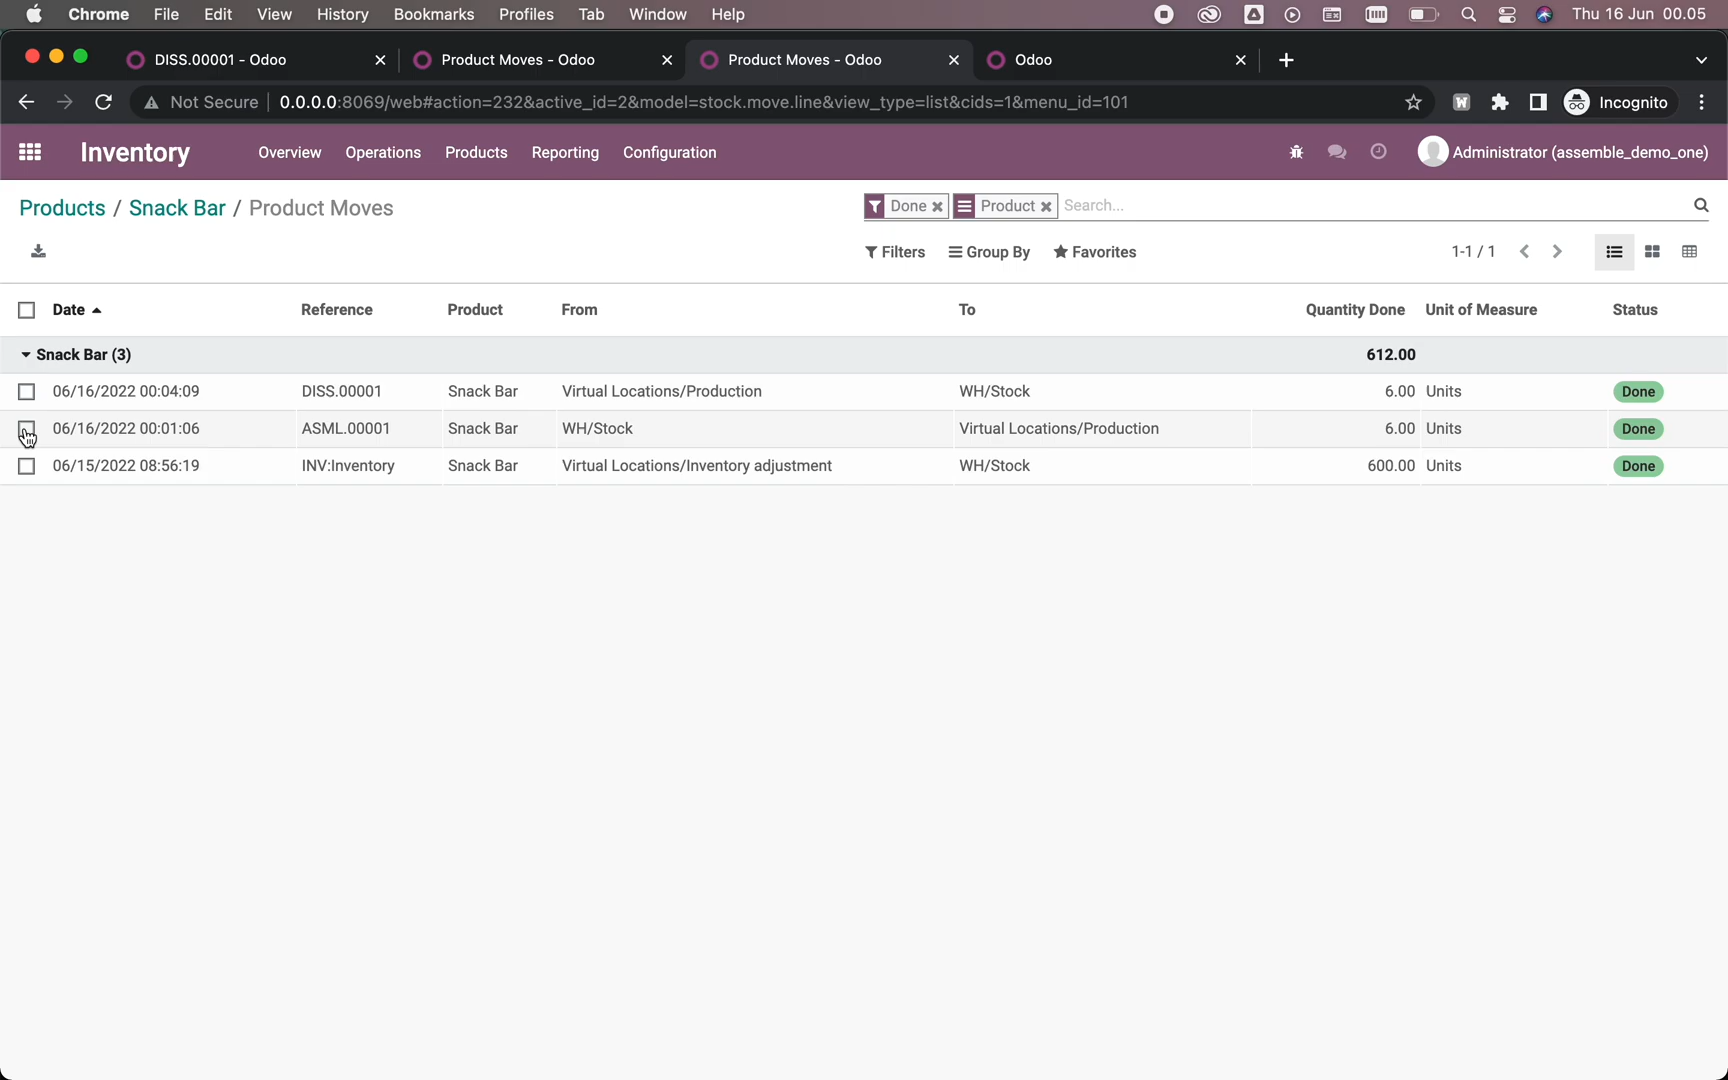 Chrome File Edit View History Bookmarks Profiles Tab Window Help Thu 16 Jun 00.05
DISS.00001 - Odoo Product Moves - Odoo Product Moves - Odoo Odoo
Not Secure 0.0.0.0:8069/web#action=232&active_id=2&model=stock.move.line&view_type=list&cids=1&menu_id=101 W Incognito
Inventory Overview Operations Products Reporting Configuration Administrator (assemble_demo_one)
Products / Snack Bar / Product Moves Done Product Search...
Filters Group By Favorites 1-1 / 1
Date Reference Product From To Quantity Done Unit of Measure Status
Snack Bar (3) 612.00
06/16/2022 00:04:09 DISS.00001 Snack Bar Virtual Locations/Production WH/Stock 6.00 Units Done
06/16/2022 00:01:06 ASML.00001 Snack Bar WH/Stock Virtual Locations/Production 6.00 Units Done
06/15/2022 08:56:19 INV:Inventory Snack Bar Virtual Locations/Inventory adjustment WH/Stock 600.00 Units Done